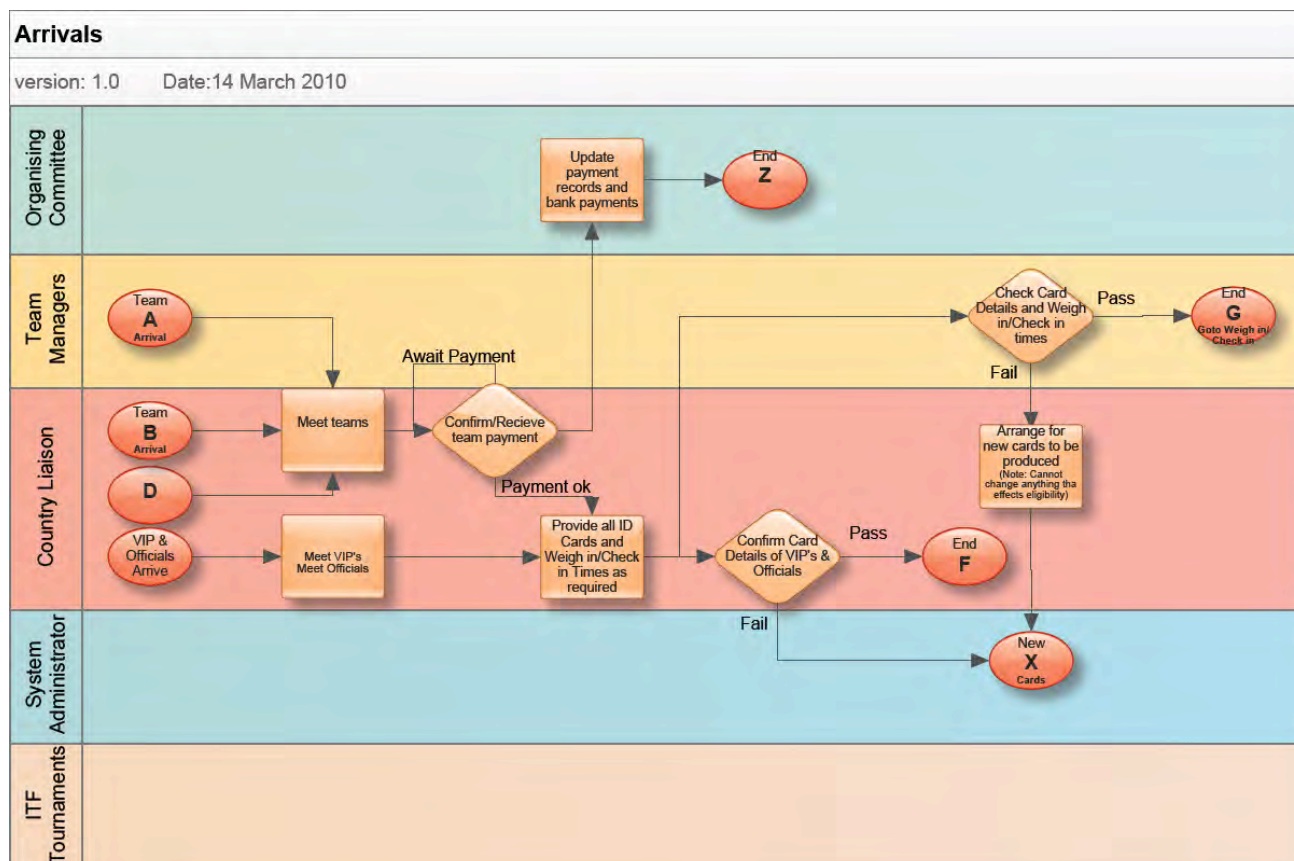 Arrivals
version: 1.0 Date:14 March 2010
Organising
Committee
Update
payment
records and
bank payments
End
Z
Team
Managers
Team
A
Arrival
Await Payment
Check Card
Details and Weigh
in/Check in
times
Pass
End
G
Goto Weigh in/
Check in
Fail
Country Liaison
Team
B
Arrival
Meet teams
Confirm/Recieve
team payment
Payment ok
D
VIP &
Officials
Arrive
Meet VIP's
Meet Officials
Provide all ID
Cards and
Weigh in/Check
in Times as
required
Confirm Card
Details of VIP's &
Officials
Pass
End
F
Arrange for
new cards to be
produced
(Note: Cannot
change anything tha
effects eligibility)
System
Administrator
Fail
New
X
Cards
ITF
Tournaments